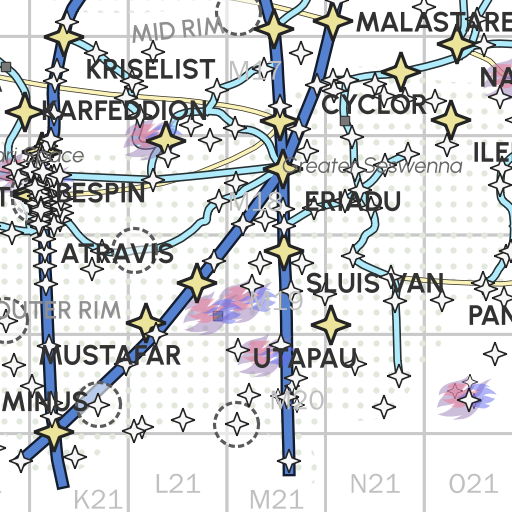 MID RIM
MALASTARE
KRISELIST
M17
NA
CYCLOR
KARFEDDION
ILE
Greater Seswenna
BESPIN
M18
ERIADU
ATRAVIS
SLUIS VAN
M19
OUTER RIM
PAN
MUSTAFAR
UTAPAU
MINUS
M20
K21
L21
M21
N21
O21